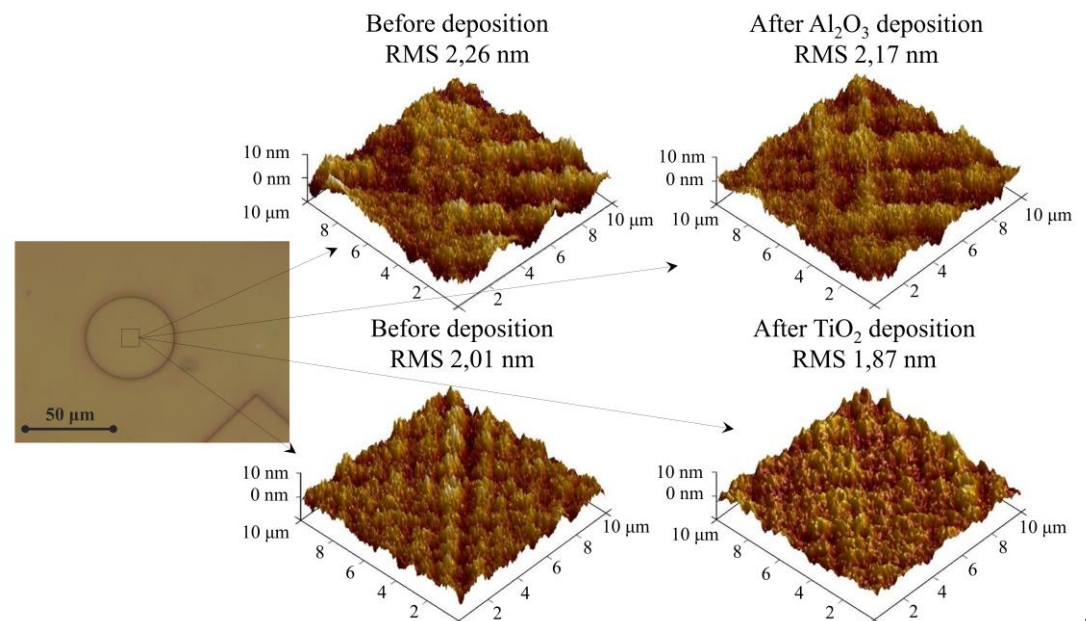 Before deposition
RMS 2,26 nm
After Al₂O₃ deposition
RMS 2,17 nm
10 nm
0 nm
10 μm
8
6
4
2
2
4
6
8
10 μm
10 nm
0 nm
10 μm
8
6
4
2
2
4
6
8
10 μm
50 μm
Before deposition
RMS 2,01 nm
After TiO₂ deposition
RMS 1,87 nm
10 nm
0 nm
10 μm
8
6
4
2
2
4
6
8
10 μm
10 nm
0 nm
10 μm
8
6
4
2
2
4
6
8
10 μm